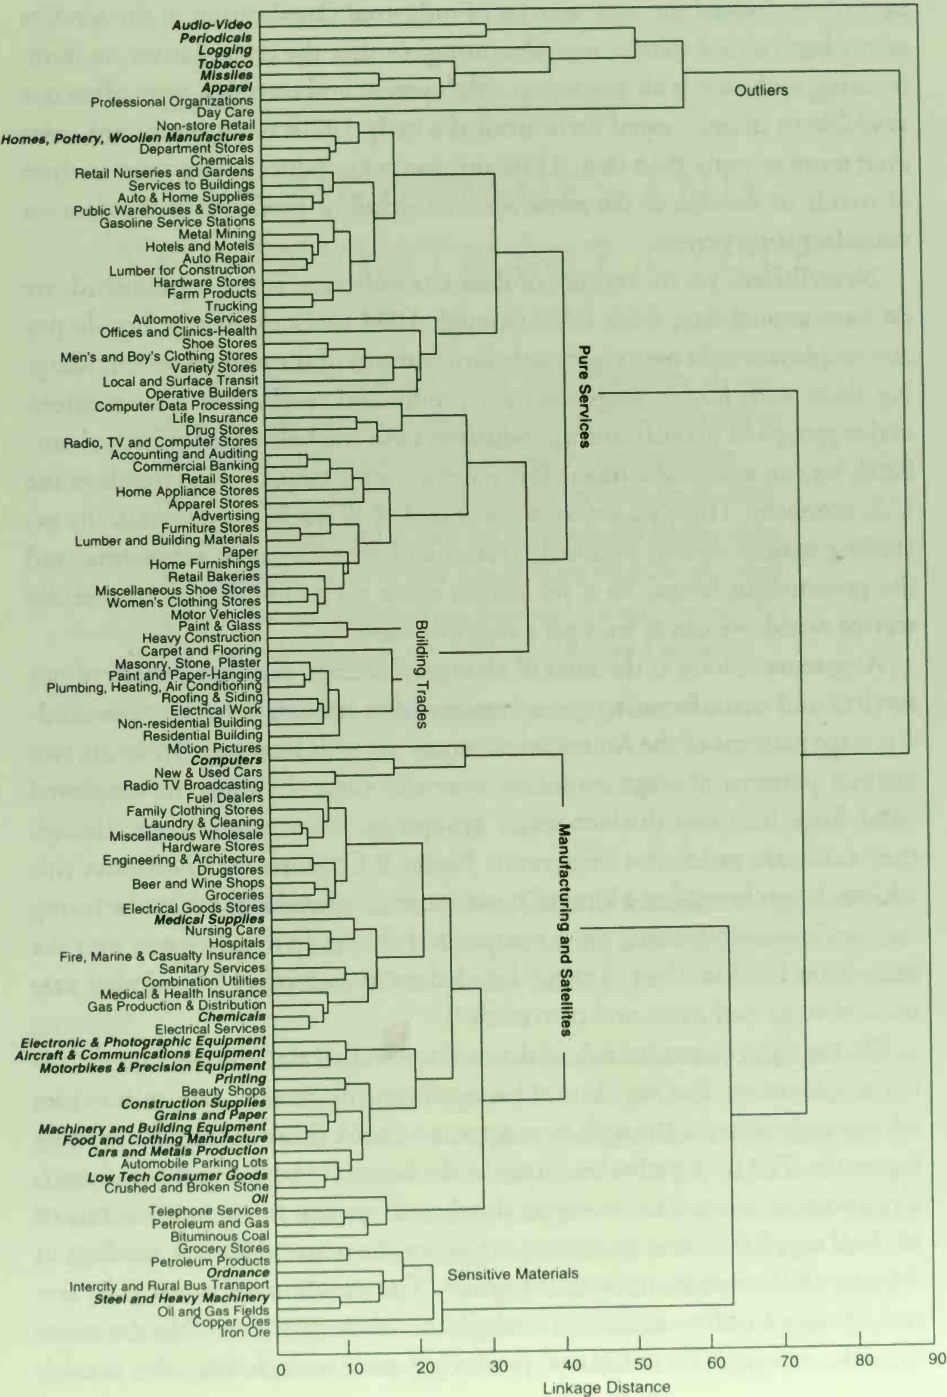 Audio-Video
Periodicals
Logging
Tobacco
Missiles
Apparel
Professional Organizations
Day Care
Non-store Retail
Homes, Pottery, Woollen Manufactures
Department Stores
Chemicals
Retail Nurseries and Gardens
Services to Buildings
Auto & Home Supplies
Public Warehouses & Storage
Gasoline Service Stations
Metal Mining
Hotels and Motels
Auto Repair
Lumber for Construction
Hardware Stores
Farm Products
Trucking
Automotive Services
Offices and Clinics-Health
Shoe Stores
Men's and Boy's Clothing Stores
Variety Stores
Local and Surface Transit
Operative Builders
Computer Data Processing
Life Insurance
Drug Stores
Radio, TV and Computer Stores
Accounting and Auditing
Commercial Banking
Retail Stores
Home Appliance Stores
Apparel Stores
Advertising
Furniture Stores
Lumber and Building Materials
Paper
Home Furnishings
Retail Bakeries
Miscellaneous Shoe Stores
Women's Clothing Stores
Motor Vehicles
Paint & Glass
Heavy Construction
Carpet and Flooring
Masonry, Stone, Plaster
Paint and Paper-Hanging
Plumbing, Heating, Air Conditioning
Roofing & Siding
Electrical Work
Non-residential Building
Residential Building
Motion Pictures
Computers
New & Used Cars
Radio TV Broadcasting
Fuel Dealers
Family Clothing Stores
Laundry & Cleaning
Miscellaneous Wholesale
Hardware Stores
Engineering & Architecture
Drugstores
Beer and Wine Shops
Groceries
Electrical Goods Stores
Medical Supplies
Nursing Care
Hospitals
Fire, Marine & Casualty Insurance
Sanitary Services
Combination Utilities
Medical & Health Insurance
Gas Production & Distribution
Chemicals
Electrical Services
Electronic & Photographic Equipment
Aircraft & Communications Equipment
Motorbikes & Precision Equipment
Printing
Beauty Shops
Construction Supplies
Grains and Paper
Machinery and Building Equipment
Food and Clothing Manufacture
Cars and Metals Production
Automobile Parking Lots
Low Tech Consumer Goods
Crushed and Broken Stone
Oil
Telephone Services
Petroleum and Gas
Bituminous Coal
Grocery Stores
Petroleum Products
Ordnance
Intercity and Rural Bus Transport
Steel and Heavy Machinery
Oil and Gas Fields
Copper Ores
Iron Ore
Outliers
Pure Services
Building Trades
Manufacturing and Satellites
Sensitive Materials
0 10 20 30 40 50 60 70 80 90
Linkage Distance